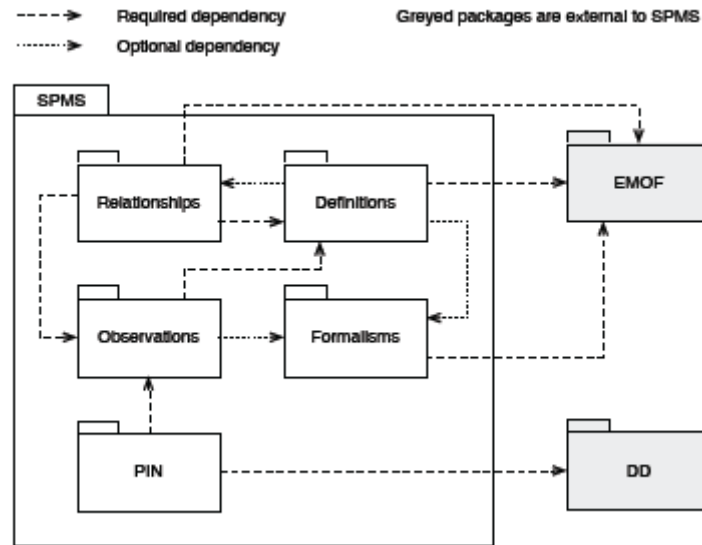 Required dependency
Greyed packages are external to SPMS
Optional dependency
SPMS
EMOF
Relationships
Definitions
Observations
Formalisms
PIN
DD